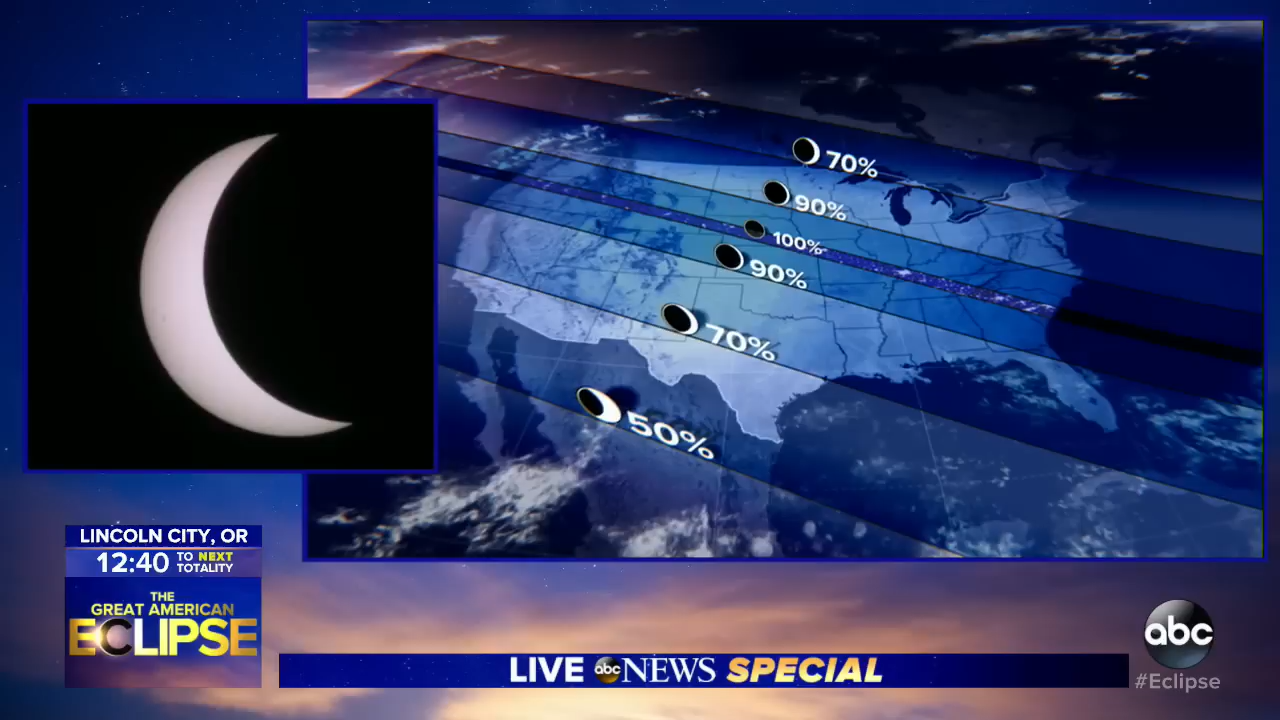 70%
90%
100%
90%
70%
50%
LINCOLN CITY, OR
12:40 TO NEXT TOTALITY
THE
GREAT AMERICAN
ECLIPSE
LIVE abc NEWS SPECIAL
abc
#Eclipse